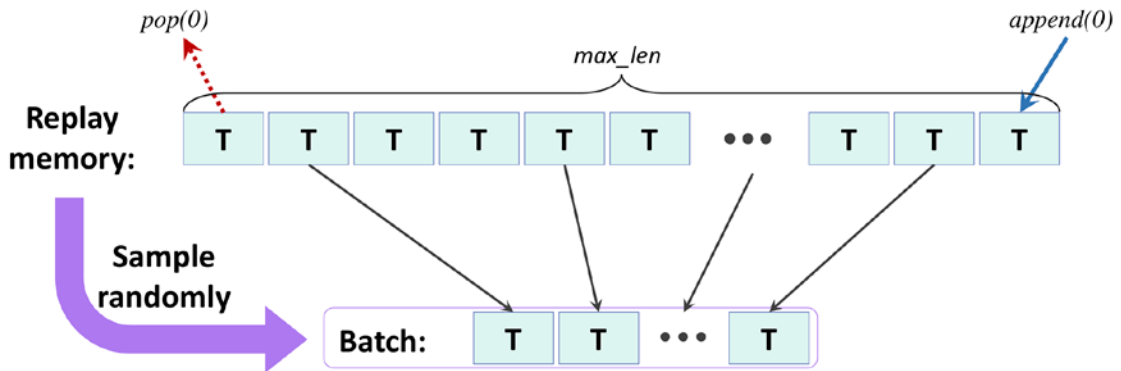 pop(0)
append(0)
max_len
Replay
memory:
T T T T T T ••• T T T
Sample
randomly
Batch: T T ••• T